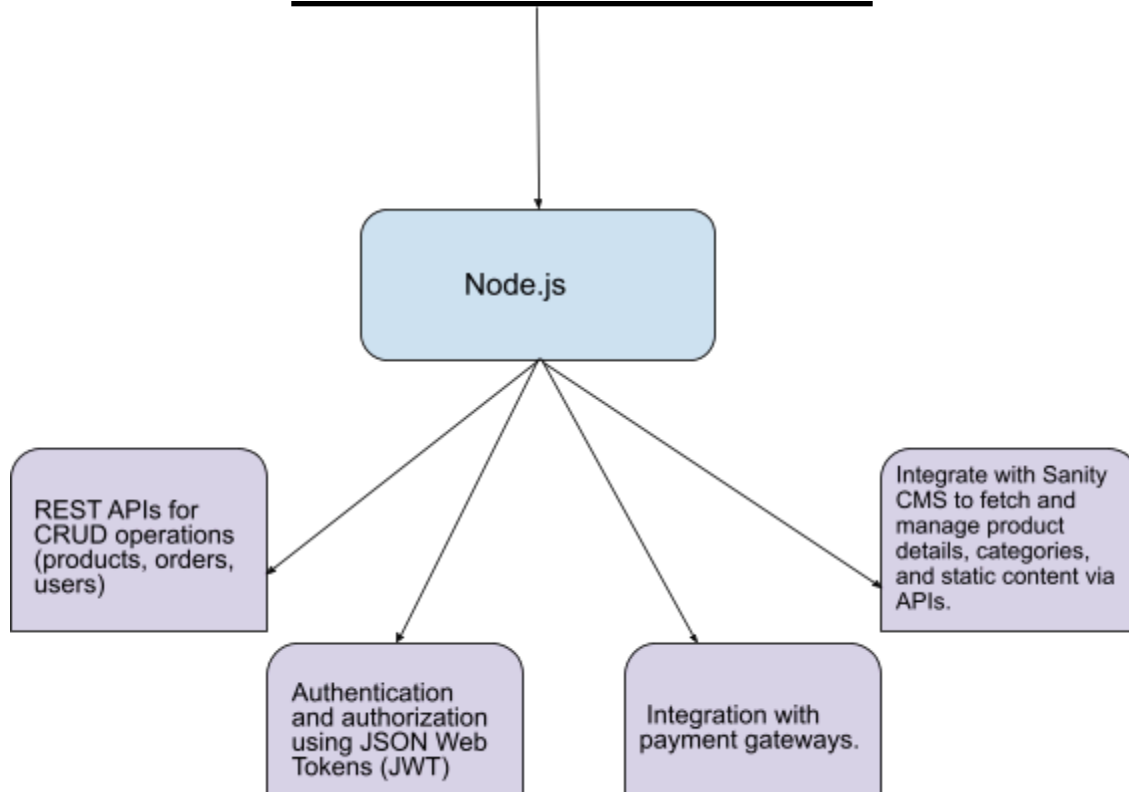 Node.js
REST APIs for
CRUD operations
(products, orders,
users)
Integrate with Sanity
CMS to fetch and
manage product
details, categories,
and static content via
APIs.
Authentication
and authorization
using JSON Web
Tokens (JWT)
Integration with
payment gateways.